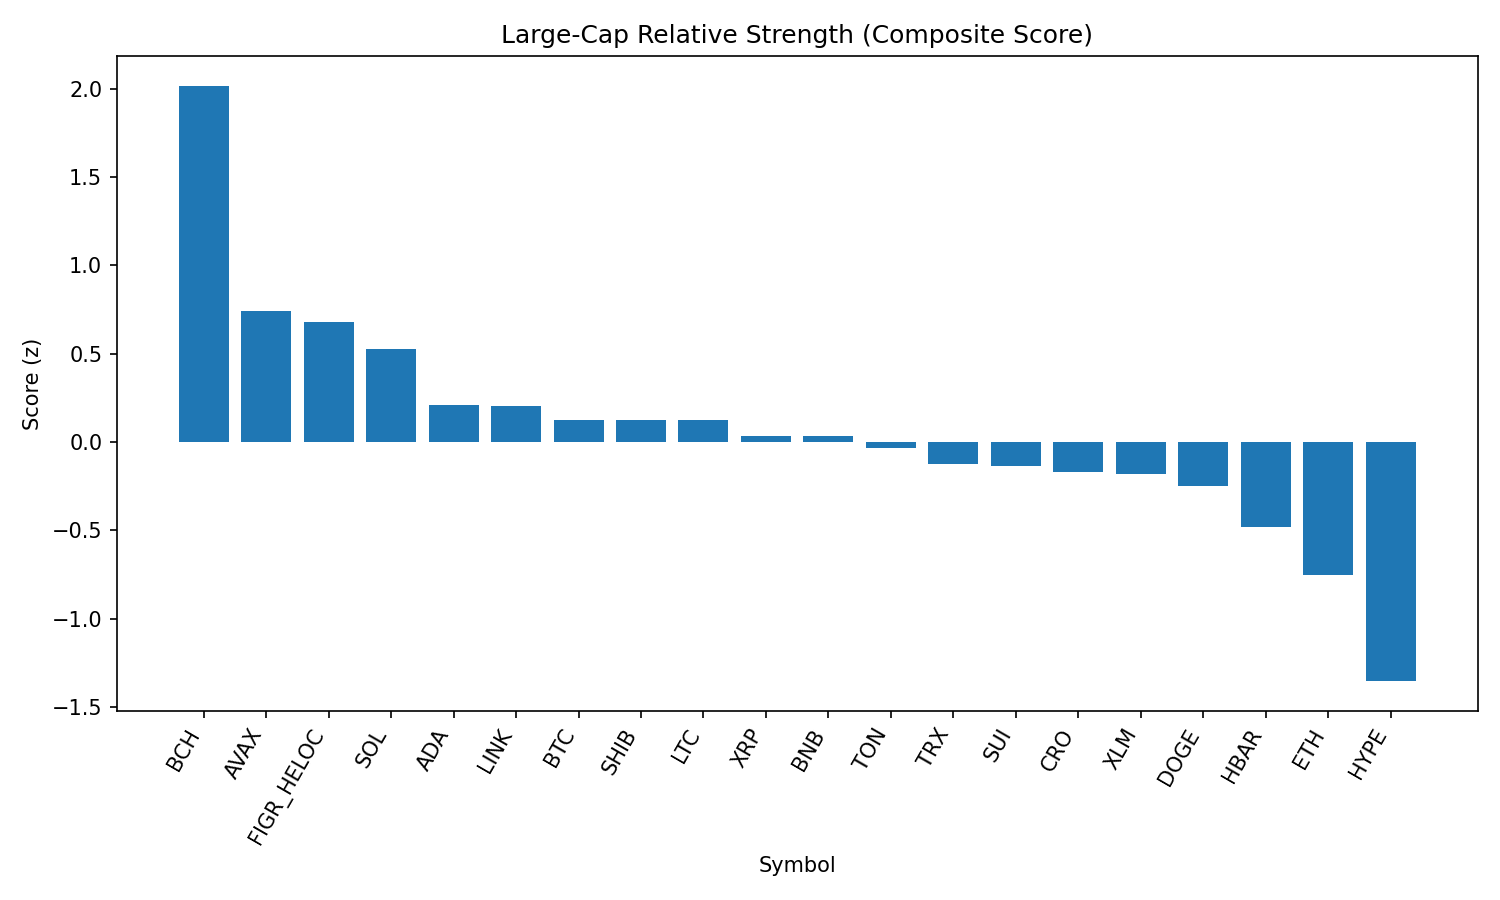 Large-Cap Relative Strength (Composite Score)
Score (z)
2.0
1.5
1.0
0.5
0.0
−0.5
−1.0
−1.5
BCH
AVAX
FIGR_HELOC
SOL
ADA
LINK
BTC
SHIB
LTC
XRP
BNB
TON
TRX
SUI
CRO
XLM
DOGE
HBAR
ETH
HYPE
Symbol